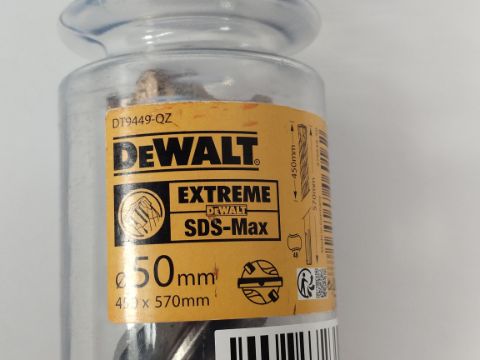 DT9449-QZ
DEWALT®
EXTREME
DEWALT
SDS-Max
ø50mm
450 x 570mm
450mm
570mm